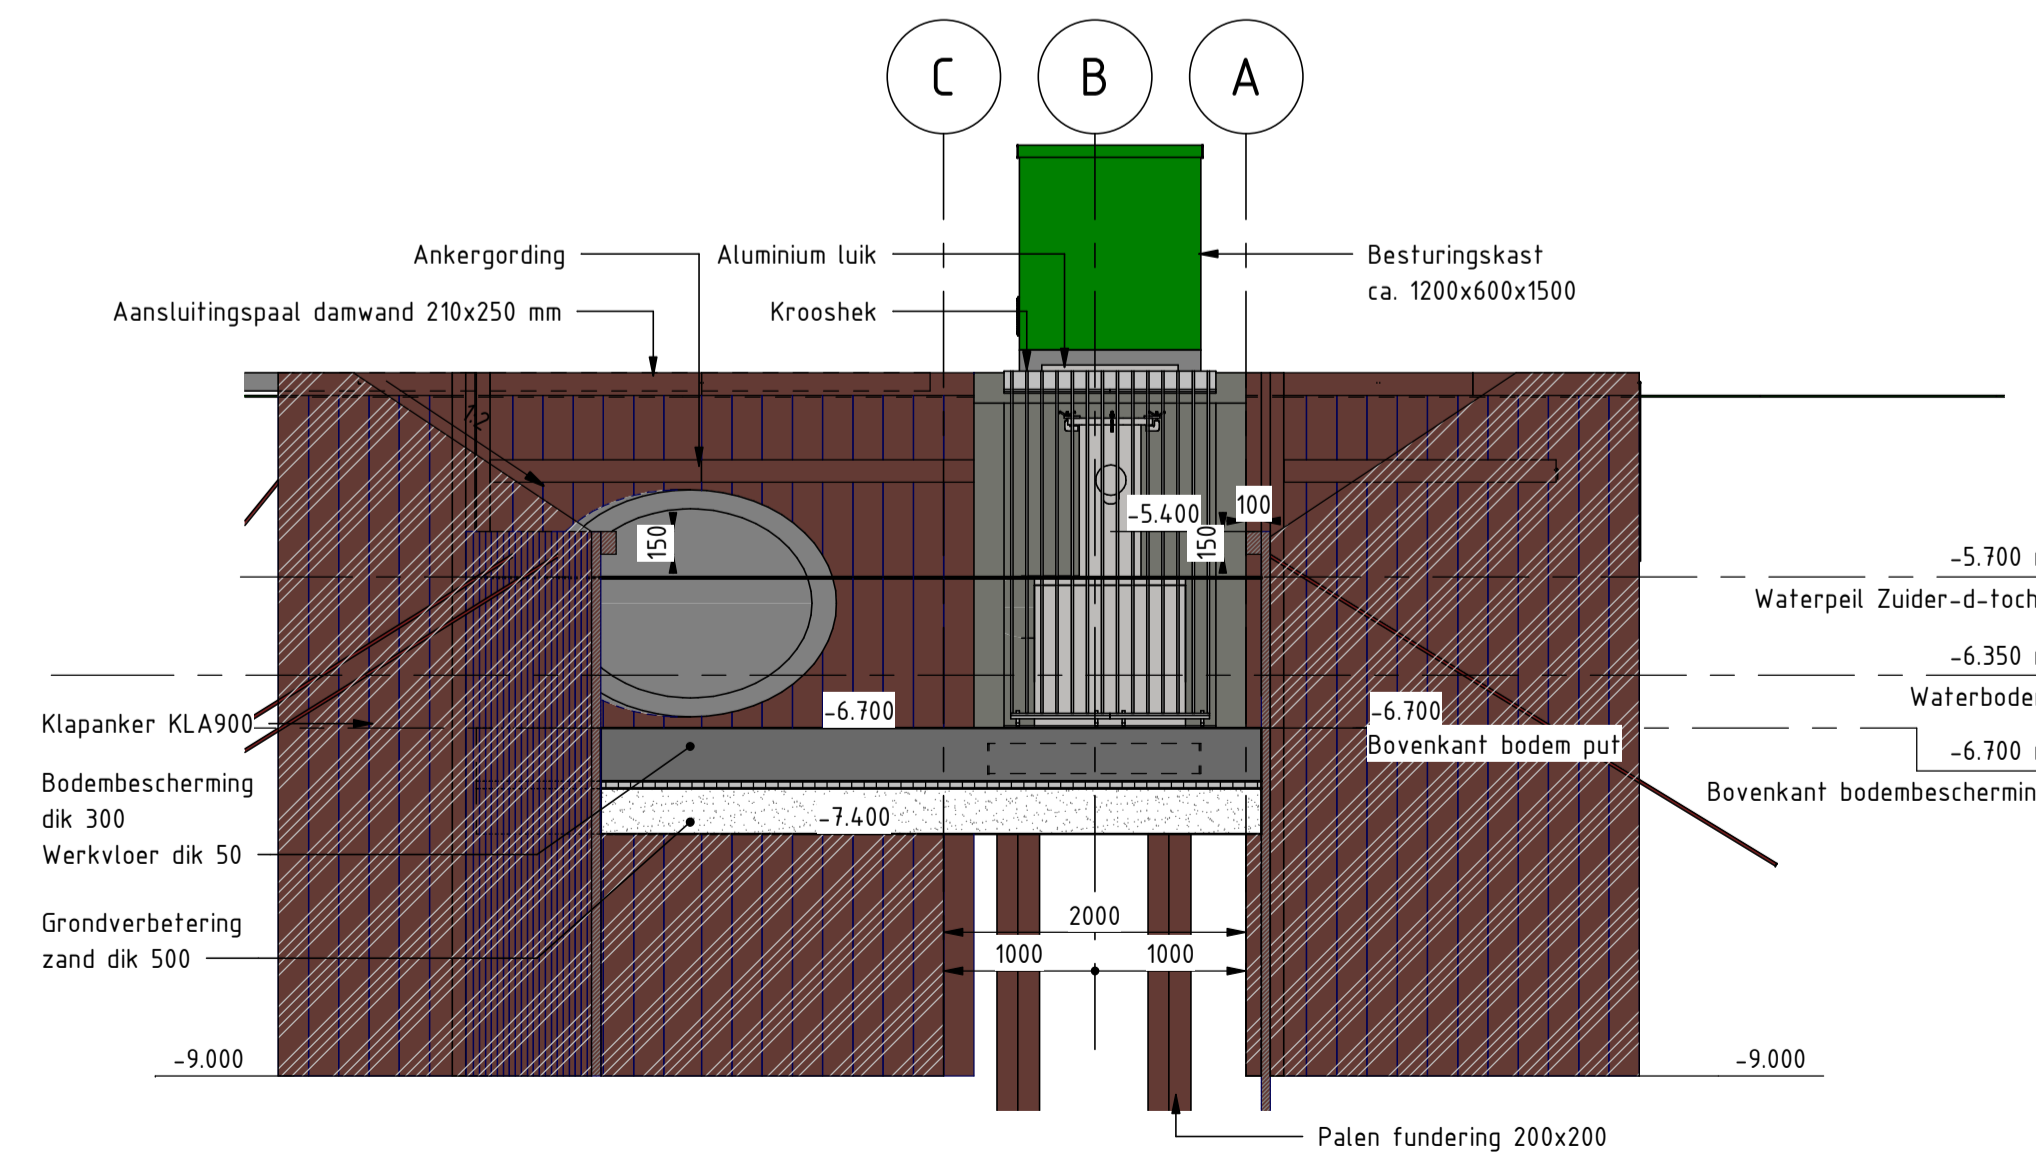 C B A
Ankergording
Aluminium luik
Besturingskast
ca. 1200x600x1500
Aansluitingspaal damwand 210x250 mm
Krooshek
1:2
-5.400
100
150
150
-5.700
Waterpeil Zuider-d-toch
-6.350
Waterboden
-6.700
-6.700
Klapanker KLA900
Bovenkant bodem put
-6.700
Bodembescherming
dik 300
Bovenkant bodembeschermin
-7.400
Werkvloer dik 50
2000
Grondverbetering
zand dik 500
1000
1000
-9.000
-9.000
Palen fundering 200x200